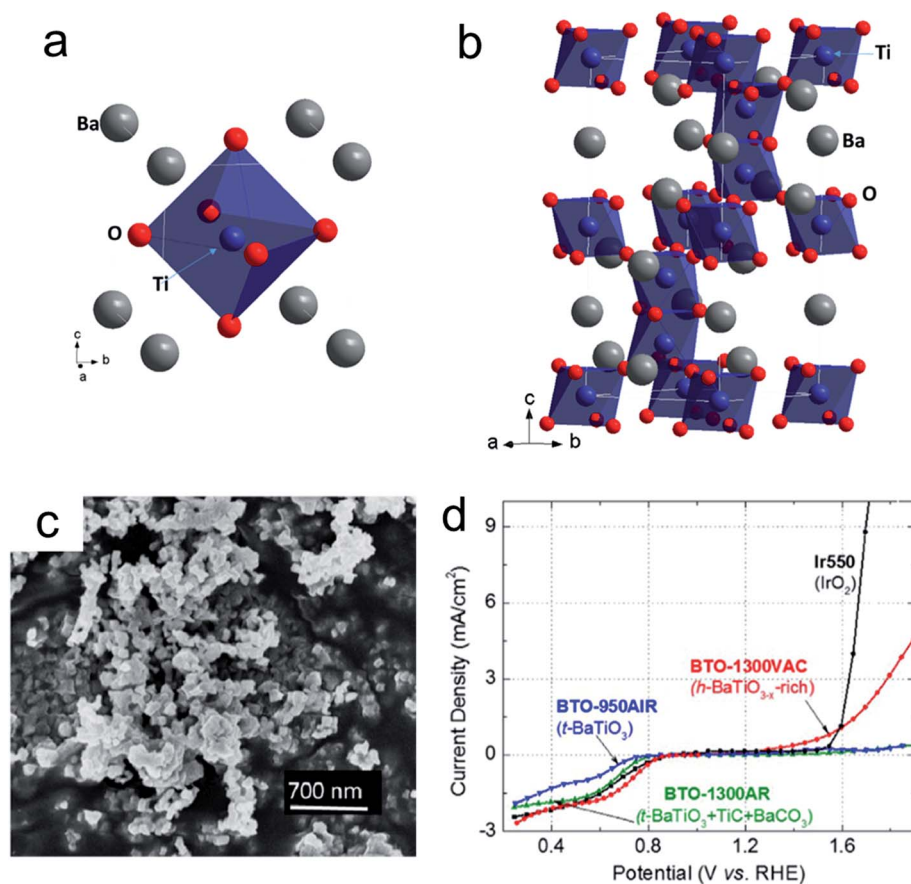 a
Ba
O
Ti
c
b
a
b
Ti
Ba
O
c
a
b
c
700 nm
d
9
6
3
0
-3
0.4
0.8
1.2
1.6
Current Density (mA/cm²)
Potential (V vs. RHE)
Ir550
(IrO₂)
BTO-1300VAC
(h-BaTiO₃₋ₓ-rich)
BTO-950AIR
(t-BaTiO₃)
BTO-1300AR
(t-BaTiO₃+TiC+BaCO₃)